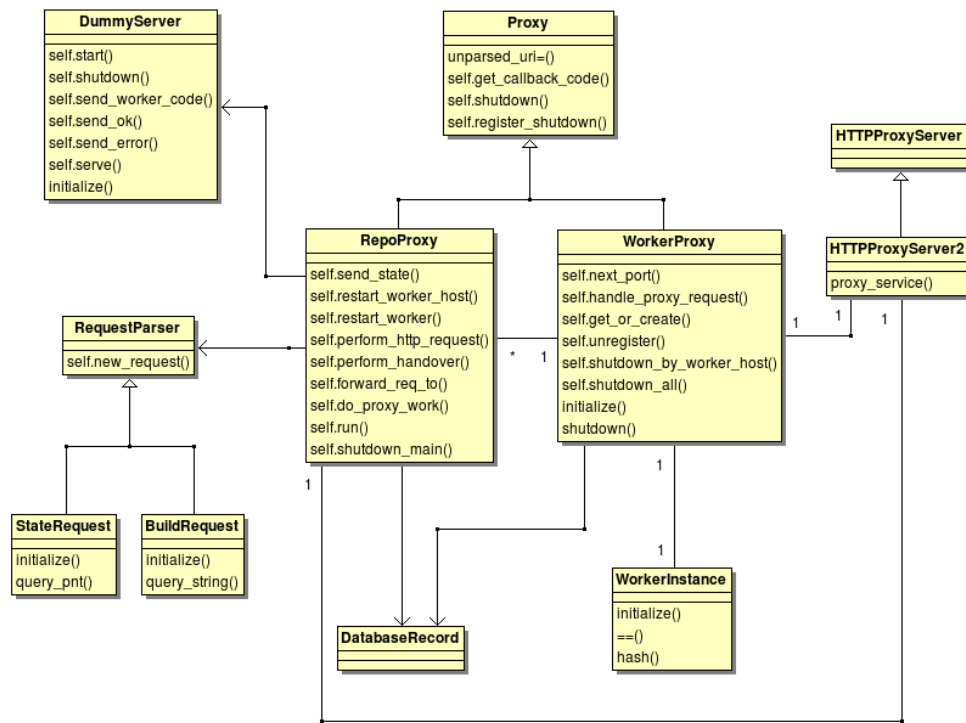 DummyServer
self.start()
self.shutdown()
self.send_worker_code()
self.send_ok()
self.send_error()
self.serve()
initialize()
Proxy
unparsed_uri=()
self.get_callback_code()
self.shutdown()
self.register_shutdown()
HTTPProxyServer
HTTPProxyServer2
proxy_service()
RepoProxy
self.send_state()
self.restart_worker_host()
self.restart_worker()
self.perform_http_request()
self.perform_handover()
self.forward_req_to()
self.do_proxy_work()
self.run()
self.shutdown_main()
WorkerProxy
self.next_port()
self.handle_proxy_request()
self.get_or_create()
self.unregister()
self.shutdown_by_worker_host()
self.shutdown_all()
initialize()
shutdown()
1
1
1
*
1
RequestParser
self.new_request()
1
1
StateRequest
initialize()
query_pnt()
BuildRequest
initialize()
query_string()
1
WorkerInstance
initialize()
==()
hash()
DatabaseRecord